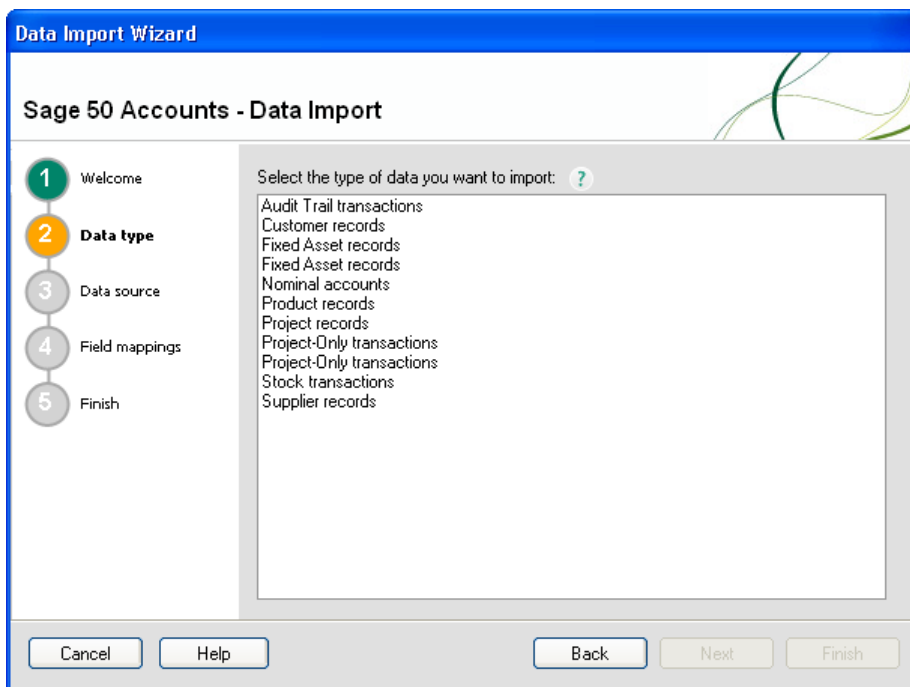 Data Import Wizard
Sage 50 Accounts - Data Import
1 Welcome
2 Data type
3 Data source
4 Field mappings
5 Finish
Select the type of data you want to import: ?
Audit Trail transactions
Customer records
Fixed Asset records
Fixed Asset records
Nominal accounts
Product records
Project records
Project-Only transactions
Project-Only transactions
Stock transactions
Supplier records
Cancel Help Back Next Finish